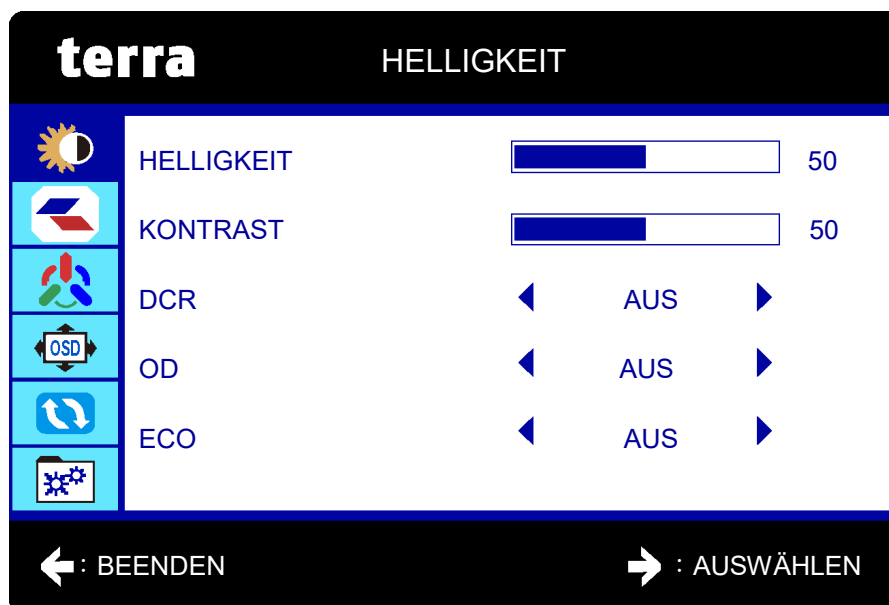 terra HELLIGKEIT
HELLIGKEIT 50
KONTRAST 50
DCR AUS
OD AUS
OSD
ECO AUS
: BEENDEN : AUSWÄHLEN